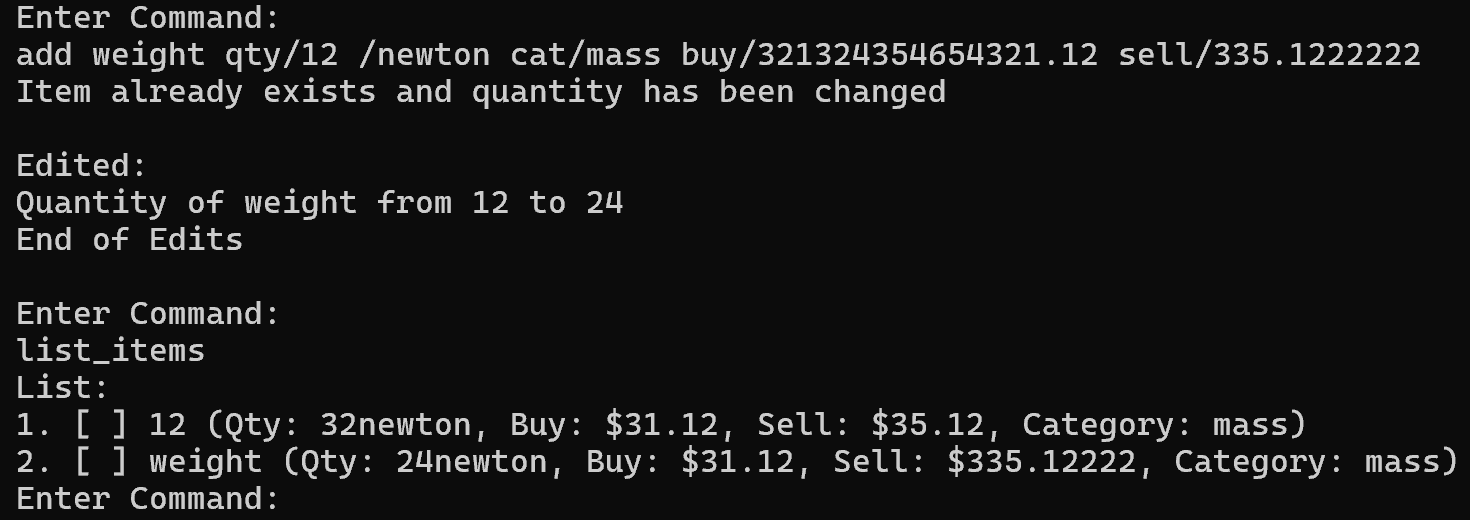 Enter Command:
add weight qty/12 /newton cat/mass buy/321324354654321.12 sell/335.1222222
Item already exists and quantity has been changed
Edited:
Quantity of weight from 12 to 24
End of Edits
Enter Command:
list_items
List:
1. [ ] 12 (Qty: 32newton, Buy: $31.12, Sell: $35.12, Category: mass)
2. [ ] weight (Qty: 24newton, Buy: $31.12, Sell: $335.12222, Category: mass)
Enter Command: